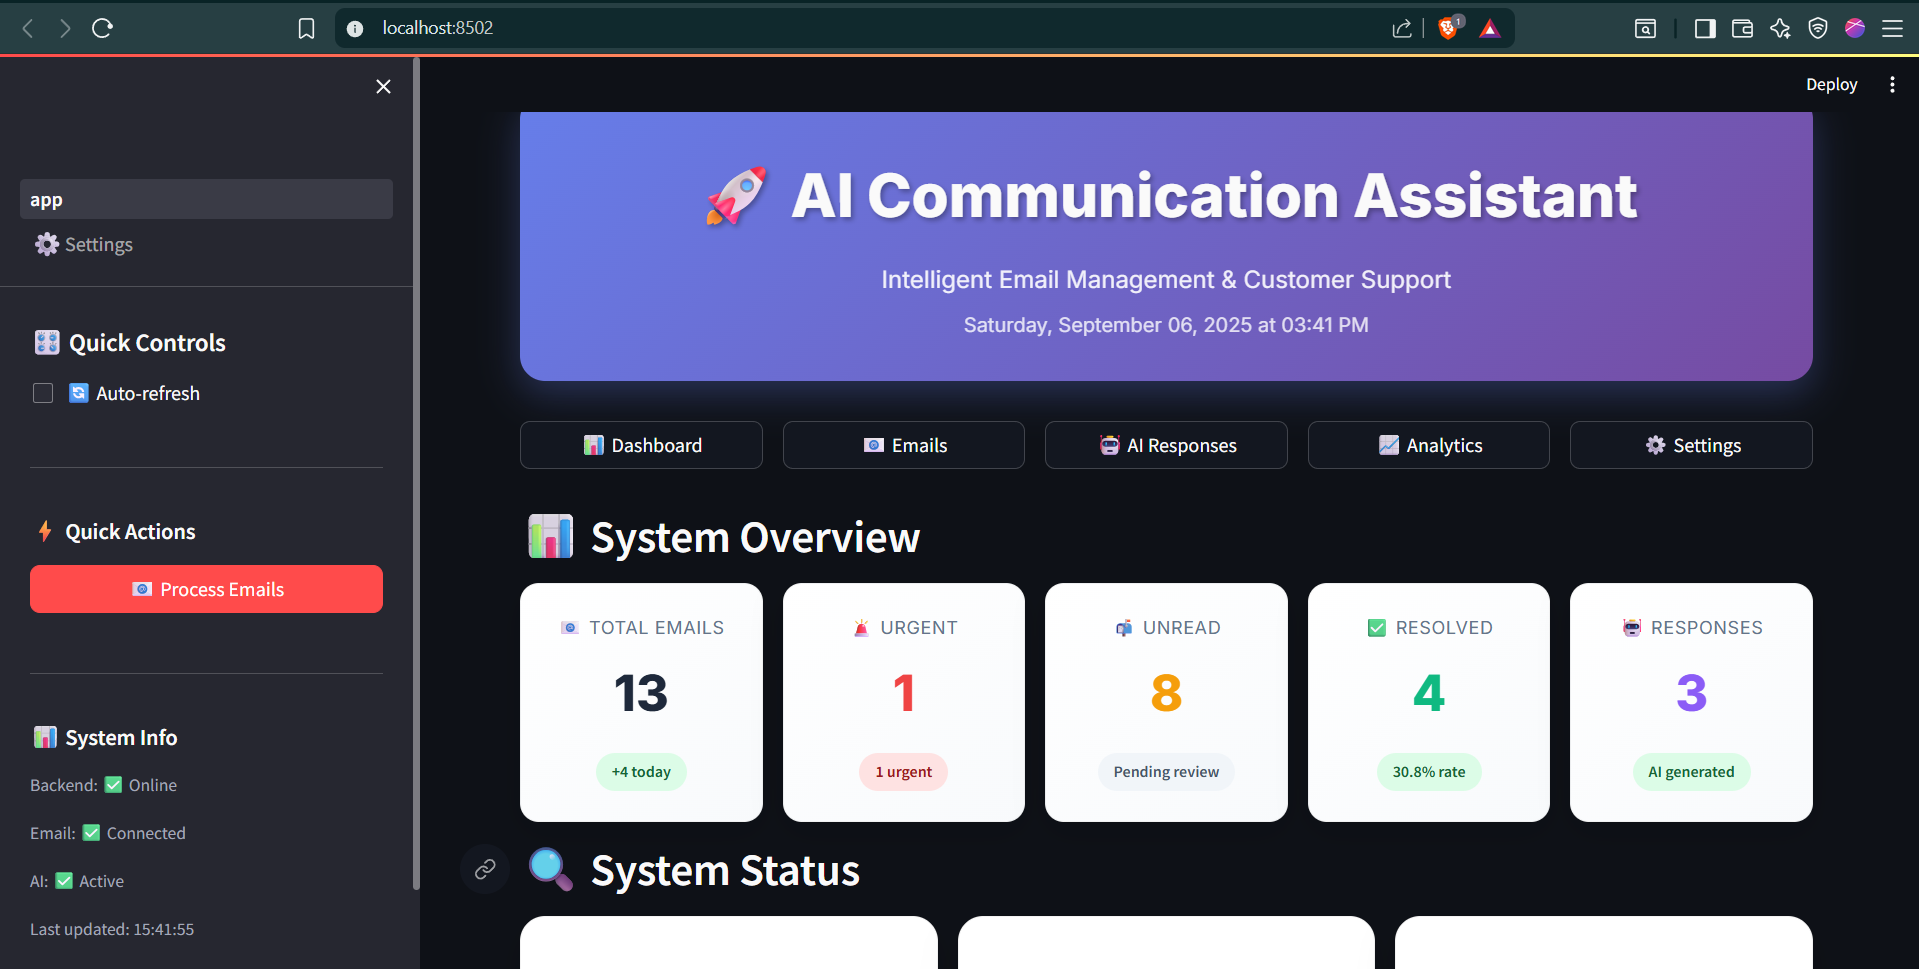 localhost:8502
1
Deploy
app
Settings
Quick Controls
Auto-refresh
Quick Actions
Process Emails
System Info
Backend: ✅ Online
Email: ✅ Connected
AI: ✅ Active
Last updated: 15:41:55
🚀 AI Communication Assistant
Intelligent Email Management & Customer Support
Saturday, September 06, 2025 at 03:41 PM
Dashboard
Emails
AI Responses
Analytics
Settings
System Overview
TOTAL EMAILS
13
+4 today
URGENT
1
1 urgent
UNREAD
8
Pending review
RESOLVED
4
30.8% rate
RESPONSES
3
AI generated
System Status